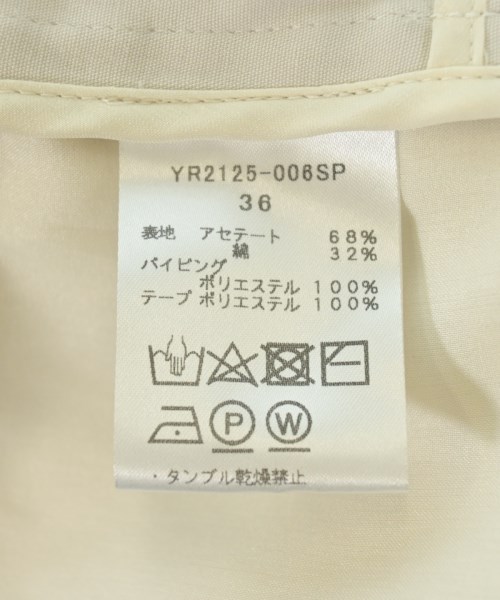 YR2125-006SP
36
表地 アセテート 68%
綿 32%
パイピング
ポリエステル 100%
テープ ポリエステル 100%
P W
・タンブル乾燥禁止